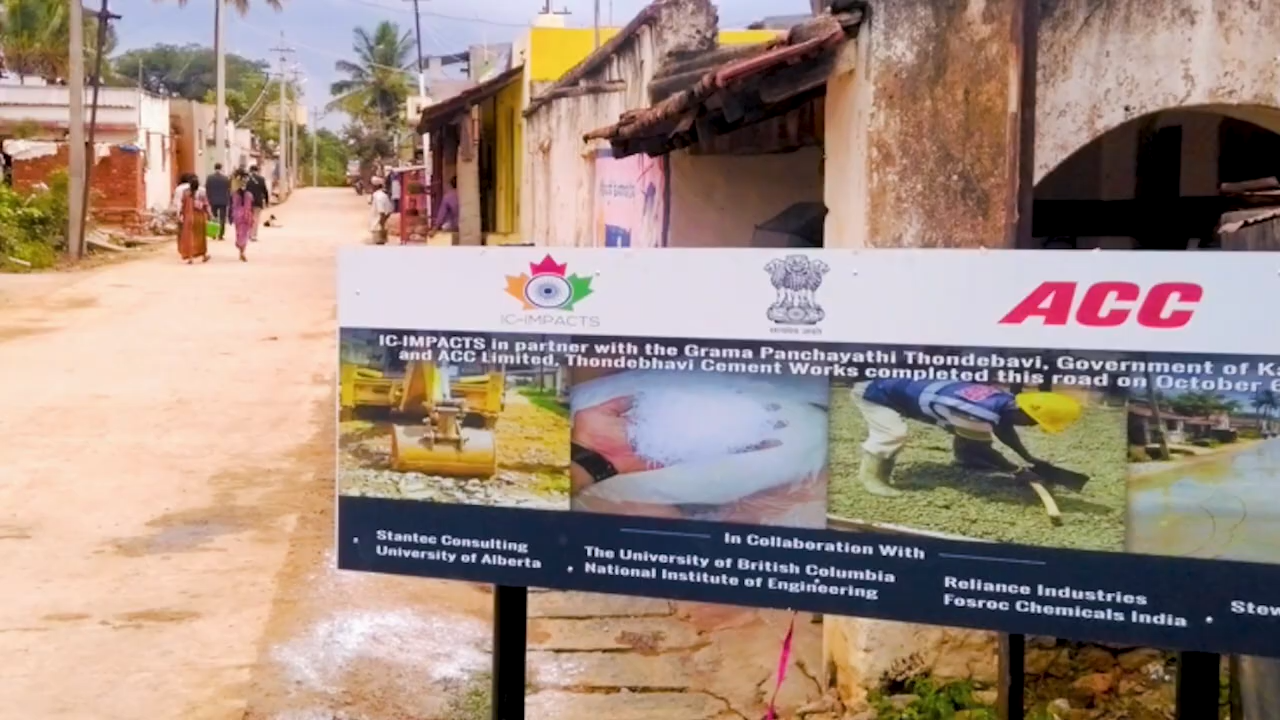 IC-IMPACTS
ACC
IC-IMPACTS in partner with the Grama Panchayathi Thondebavi, Government of Ka
and ACC Limited, Thondebhavi Cement Works completed this road on October
In Collaboration With
Stantec Consulting
University of Alberta
The University of British Columbia
National Institute of Engineering
Reliance Industries
Fosroc Chemicals India
Stew